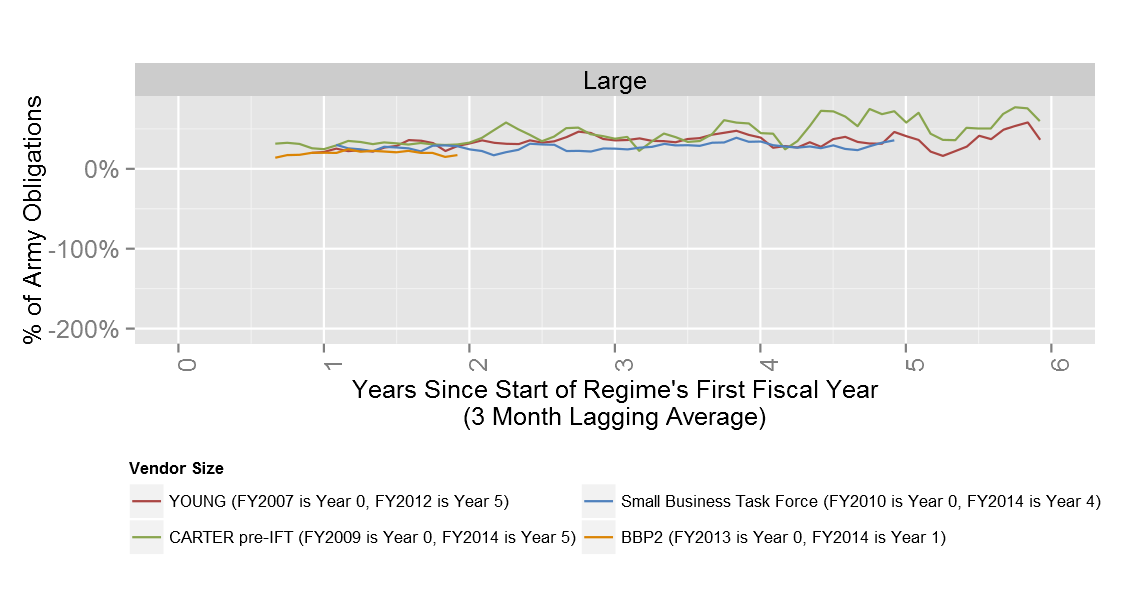 Large
% of Army Obligations
0%
-100%
-200%
0
1
2
3
4
5
6
Years Since Start of Regime's First Fiscal Year
(3 Month Lagging Average)
Vendor Size
YOUNG (FY2007 is Year 0, FY2012 is Year 5)
Small Business Task Force (FY2010 is Year 0, FY2014 is Year 4)
CARTER pre-IFT (FY2009 is Year 0, FY2014 is Year 5)
BBP2 (FY2013 is Year 0, FY2014 is Year 1)